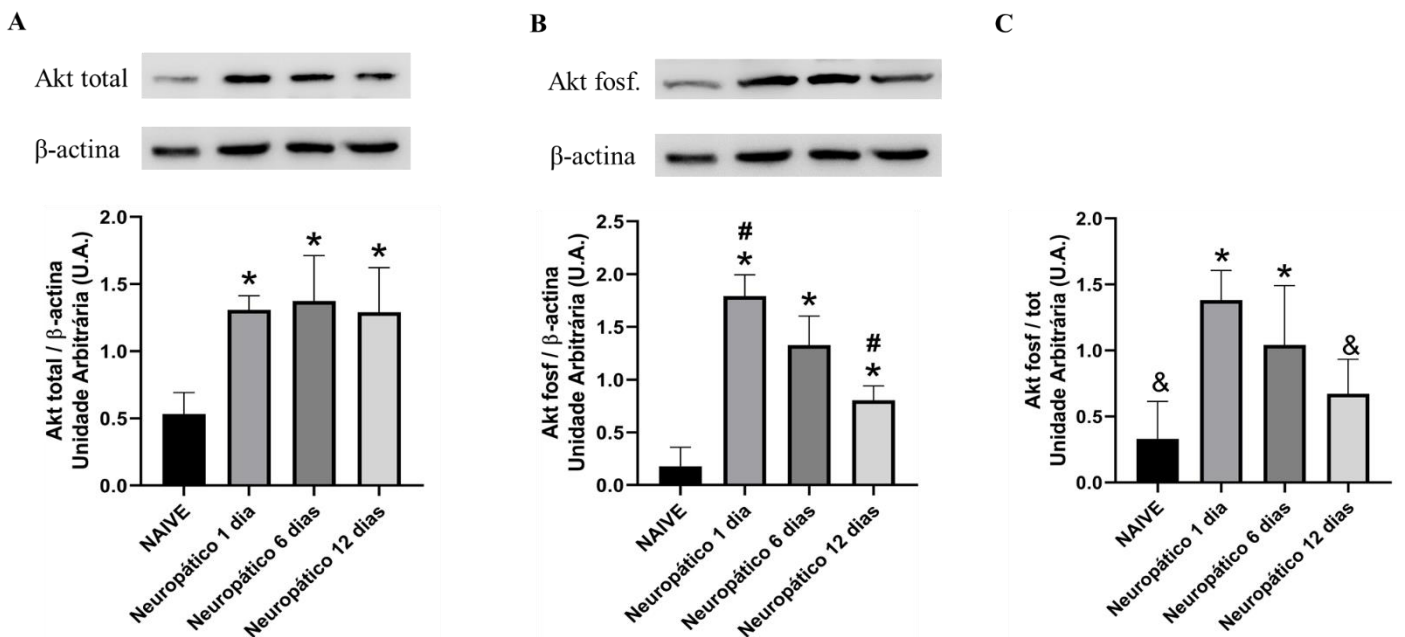 A
Akt total
β-actina
Akt total / β-actina
Unidade Arbitrária (U.A.)
2.0
1.5
1.0
0.5
0.0
*
*
*
NAIVE
Neuropático 1 dia
Neuropático 6 dias
Neuropático 12 dias
B
Akt fosf.
β-actina
Akt fosf / β-actina
Unidade Arbitrária (U.A.)
2.5
2.0
1.5
1.0
0.5
0.0
#
*
*
#
*
NAIVE
Neuropático 1 dia
Neuropático 6 dias
Neuropático 12 dias
C
Akt fosf / tot
Unidade Arbitrária (U.A.)
2.0
1.5
1.0
0.5
0.0
&
*
*
&
NAIVE
Neuropático 1 dia
Neuropático 6 dias
Neuropático 12 dias